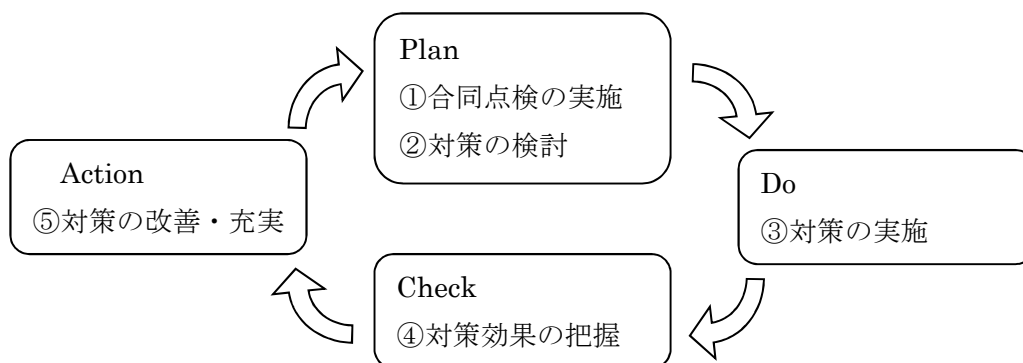 Plan
①合同点検の実施
②対策の検討
Do
③対策の実施
Check
④対策効果の把握
Action
⑤対策の改善・充実